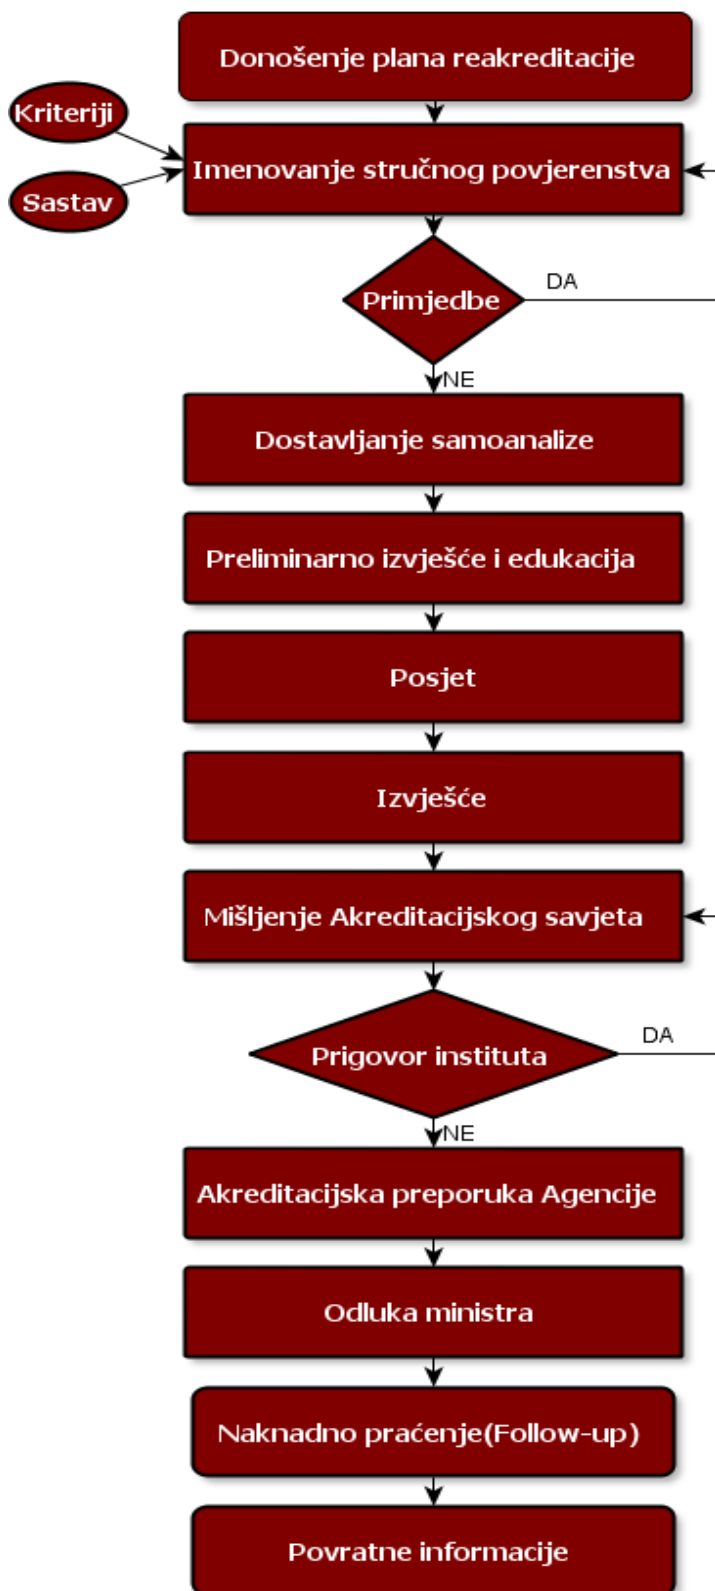 Donošenje plana reakreditacije
Kriteriji
Imenovanje stručnog povjerenstva
Sastav
DA
Primjedbe
NE
Dostavljanje samoanalize
Preliminarno izvješće i edukacija
Posjet
Izvješće
Mišljenje Akreditacijskog savjeta
DA
Prigovor instituta
NE
Akreditacijska preporuka Agencije
Odluka ministra
Naknadno praćenje(Follow-up)
Povratne informacije